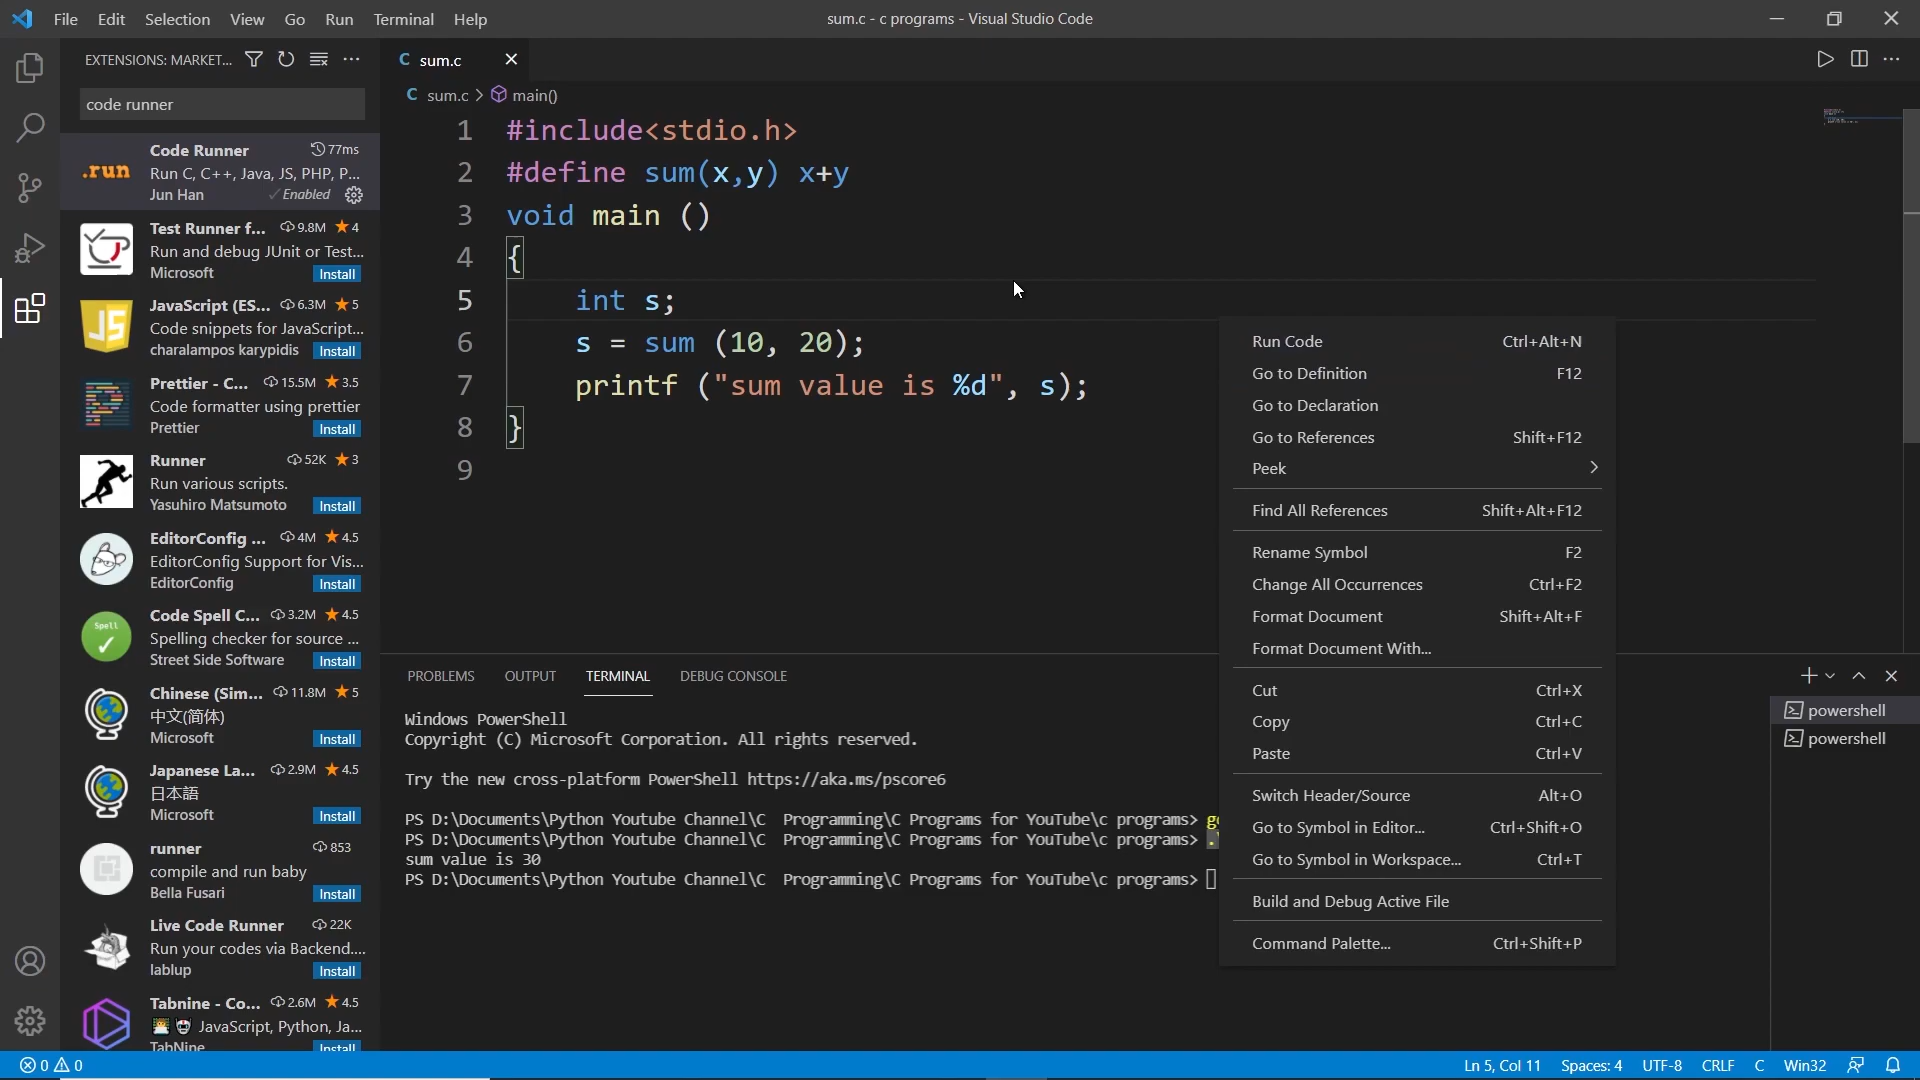 File Edit Selection View Go Run Terminal Help
sum.c - c programs - Visual Studio Code
EXTENSIONS: MARKET...
code runner
Code Runner 77ms
Run C, C++, Java, JS, PHP, P...
Jun Han ✓Enabled
Test Runner f... 9.8M ★4
Run and debug JUnit or Test...
Microsoft Install
JavaScript (ES... 6.3M ★5
Code snippets for JavaScript...
charalampos karypidis Install
Prettier - C... 15.5M ★3.5
Code formatter using prettier
Prettier Install
Runner 52K ★3
Run various scripts.
Yasuhiro Matsumoto Install
EditorConfig ... 4M ★4.5
EditorConfig Support for Vis...
EditorConfig Install
Spell
Code Spell C... 3.2M ★4.5
Spelling checker for source ...
Street Side Software Install
Chinese (Sim... 11.8M ★5
中文(简体)
Microsoft Install
Japanese La... 2.9M ★4.5
日本語
Microsoft Install
runner 853
compile and run baby
Bella Fusari Install
Live Code Runner 22K
Run your codes via Backend....
lablup Install
Tabnine - Co... 2.6M ★4.5
JavaScript, Python, Ja...
TabNine Install
.run
JS
C sum.c
C sum.c > main()
1 #include<stdio.h>
2 #define sum(x,y) x+y
3 void main ()
4 {
5 int s;
6 s = sum (10, 20);
7 printf ("sum value is %d", s);
8 }
9
Run Code Ctrl+Alt+N
Go to Definition F12
Go to Declaration
Go to References Shift+F12
Peek >
Find All References Shift+Alt+F12
Rename Symbol F2
Change All Occurrences Ctrl+F2
Format Document Shift+Alt+F
Format Document With...
Cut Ctrl+X
Copy Ctrl+C
Paste Ctrl+V
Switch Header/Source Alt+O
Go to Symbol in Editor... Ctrl+Shift+O
Go to Symbol in Workspace... Ctrl+T
Build and Debug Active File
Command Palette... Ctrl+Shift+P
PROBLEMS OUTPUT TERMINAL DEBUG CONSOLE
Windows PowerShell
Copyright (C) Microsoft Corporation. All rights reserved.
Try the new cross-platform PowerShell https://aka.ms/pscore6
PS D:\Documents\Python Youtube Channel\C  Programming\C Programs for YouTube\c programs>
PS D:\Documents\Python Youtube Channel\C  Programming\C Programs for YouTube\c programs> .\
sum value is 30
PS D:\Documents\Python Youtube Channel\C  Programming\C Programs for YouTube\c programs>
powershell
powershell
0 0
Ln 5, Col 11 Spaces: 4 UTF-8 CRLF C Win32